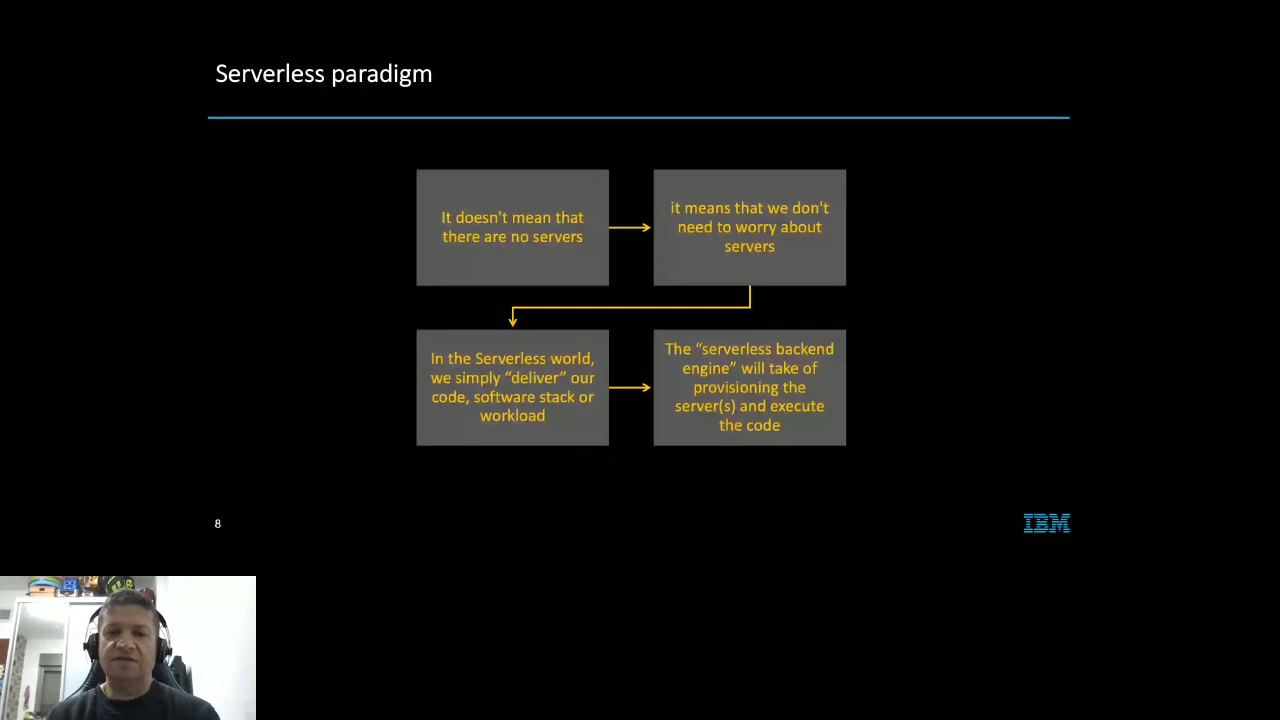 Serverless paradigm
It doesn't mean that
there are no servers
it means that we don't
need to worry about
servers
In the Serverless world,
we simply “deliver” our
code, software stack or
workload
The “serverless backend
engine” will take of
provisioning the
server(s) and execute
the code
8
IBM